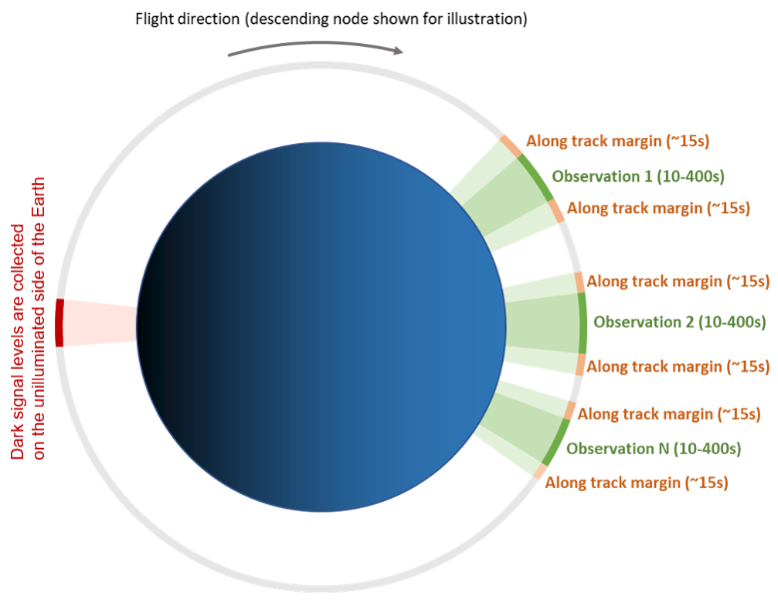 Flight direction (descending node shown for illustration)
Along track margin (~15s)
Observation 1 (10-400s)
Along track margin (~15s)
Along track margin (~15s)
Observation 2 (10-400s)
Along track margin (~15s)
Along track margin (~15s)
Observation N (10-400s)
Along track margin (~15s)
Dark signal levels are collected
on the unilluminated side of the Earth